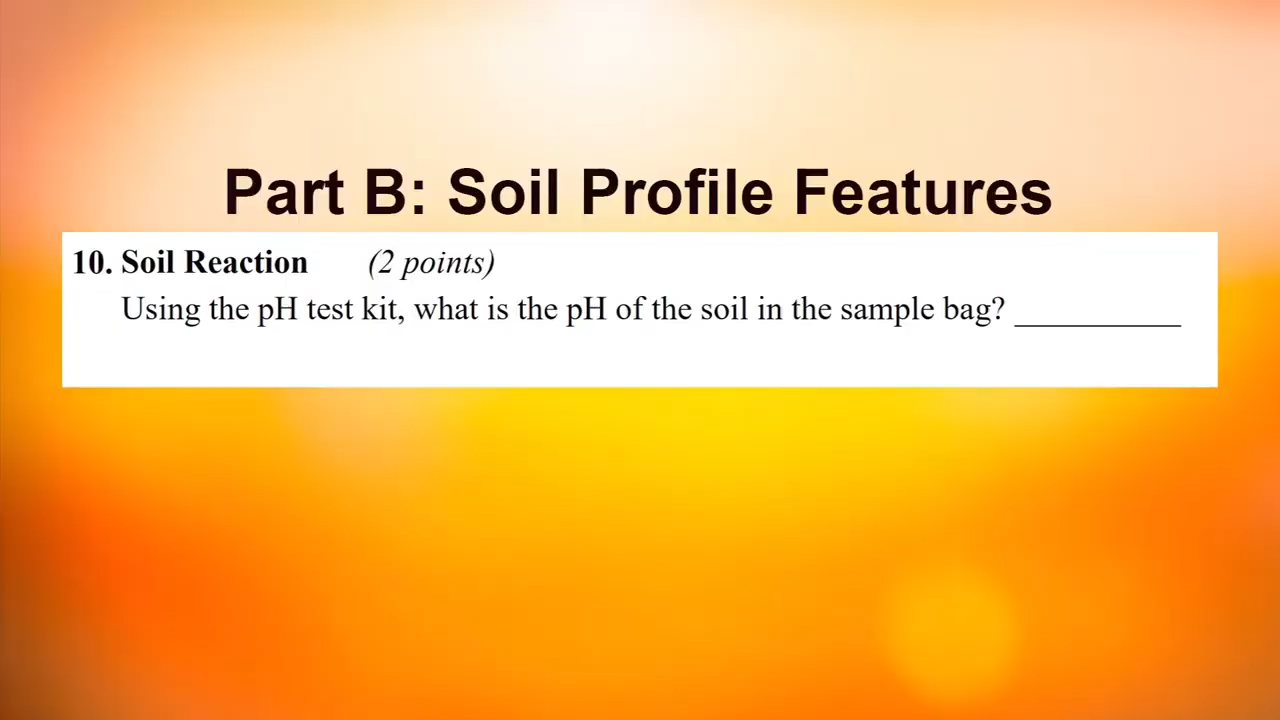 Part B: Soil Profile Features
10. Soil Reaction (2 points)
Using the pH test kit, what is the pH of the soil in the sample bag? __________